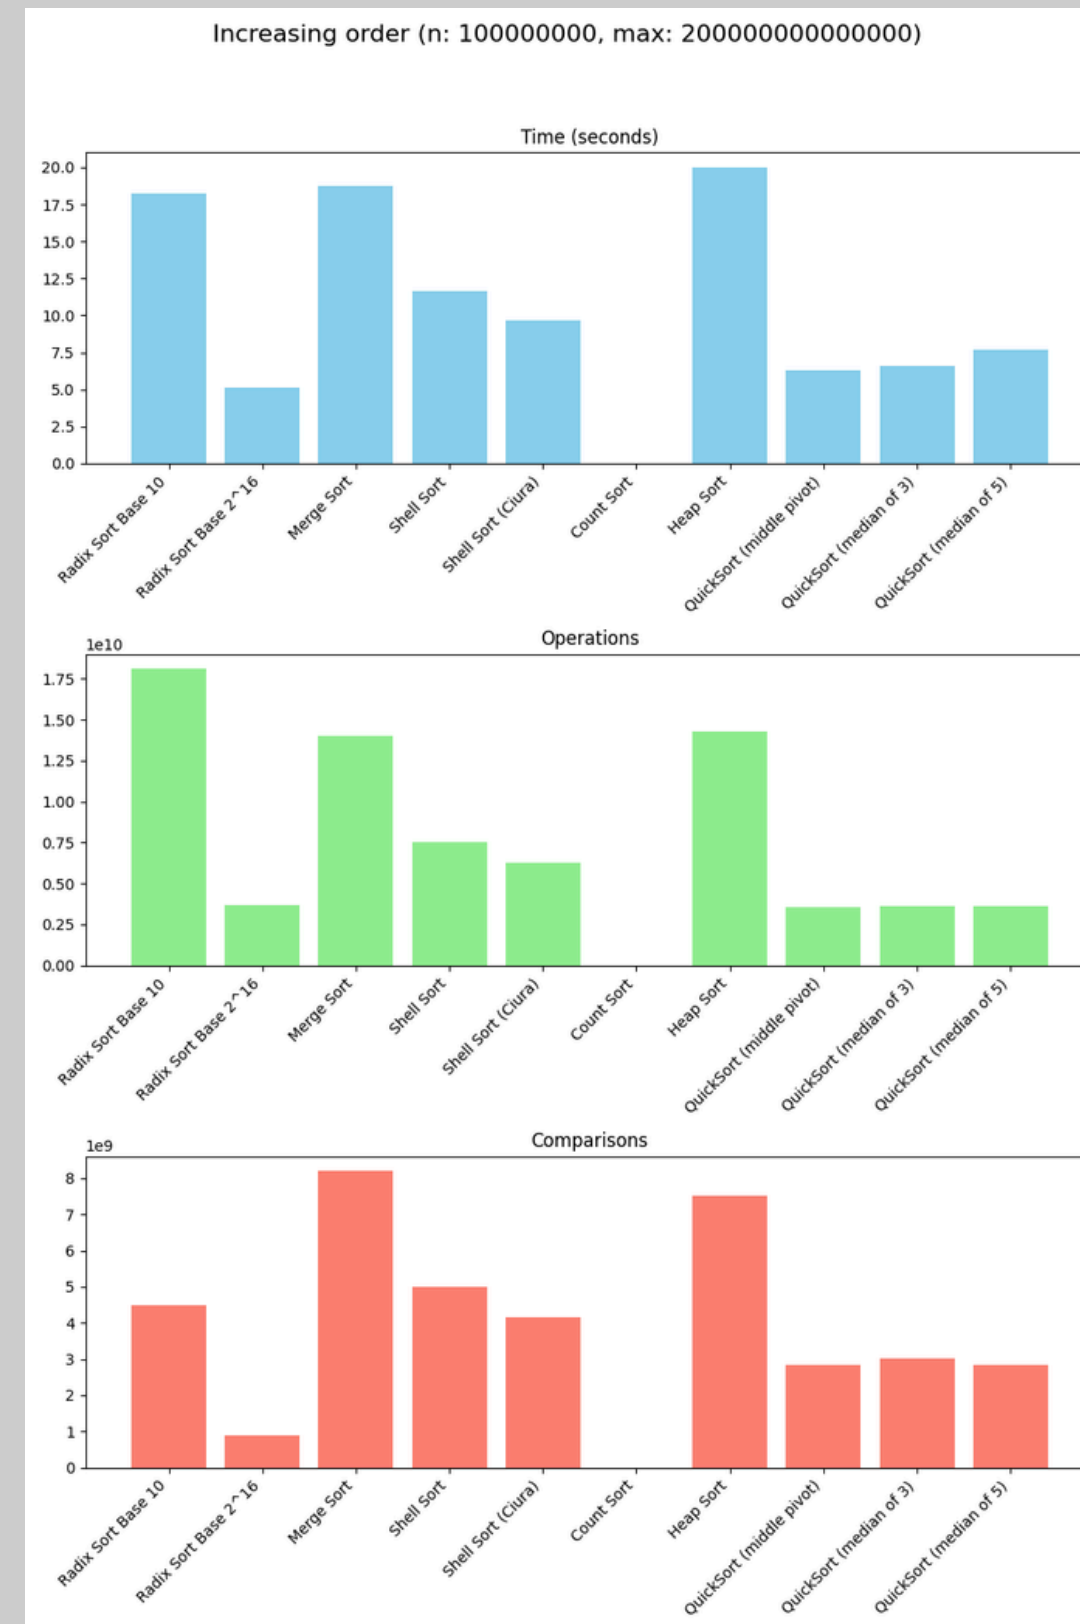 Increasing order (n: 100000000, max: 200000000000000)
Time (seconds)
20.0
17.5
15.0
12.5
10.0
7.5
5.0
2.5
0.0
Radix Sort Base 10
Radix Sort Base 2^16
Merge Sort
Shell Sort
Shell Sort (Ciura)
Count Sort
Heap Sort
QuickSort (middle pivot)
QuickSort (median of 3)
QuickSort (median of 5)
Operations
1e10
1.75
1.50
1.25
1.00
0.75
0.50
0.25
0.00
Radix Sort Base 10
Radix Sort Base 2^16
Merge Sort
Shell Sort
Shell Sort (Ciura)
Count Sort
Heap Sort
QuickSort (middle pivot)
QuickSort (median of 3)
QuickSort (median of 5)
Comparisons
1e9
8
7
6
5
4
3
2
1
0
Radix Sort Base 10
Radix Sort Base 2^16
Merge Sort
Shell Sort
Shell Sort (Ciura)
Count Sort
Heap Sort
QuickSort (middle pivot)
QuickSort (median of 3)
QuickSort (median of 5)